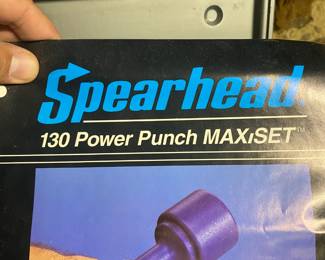 Spearhead
130 Power Punch MAXiSET™